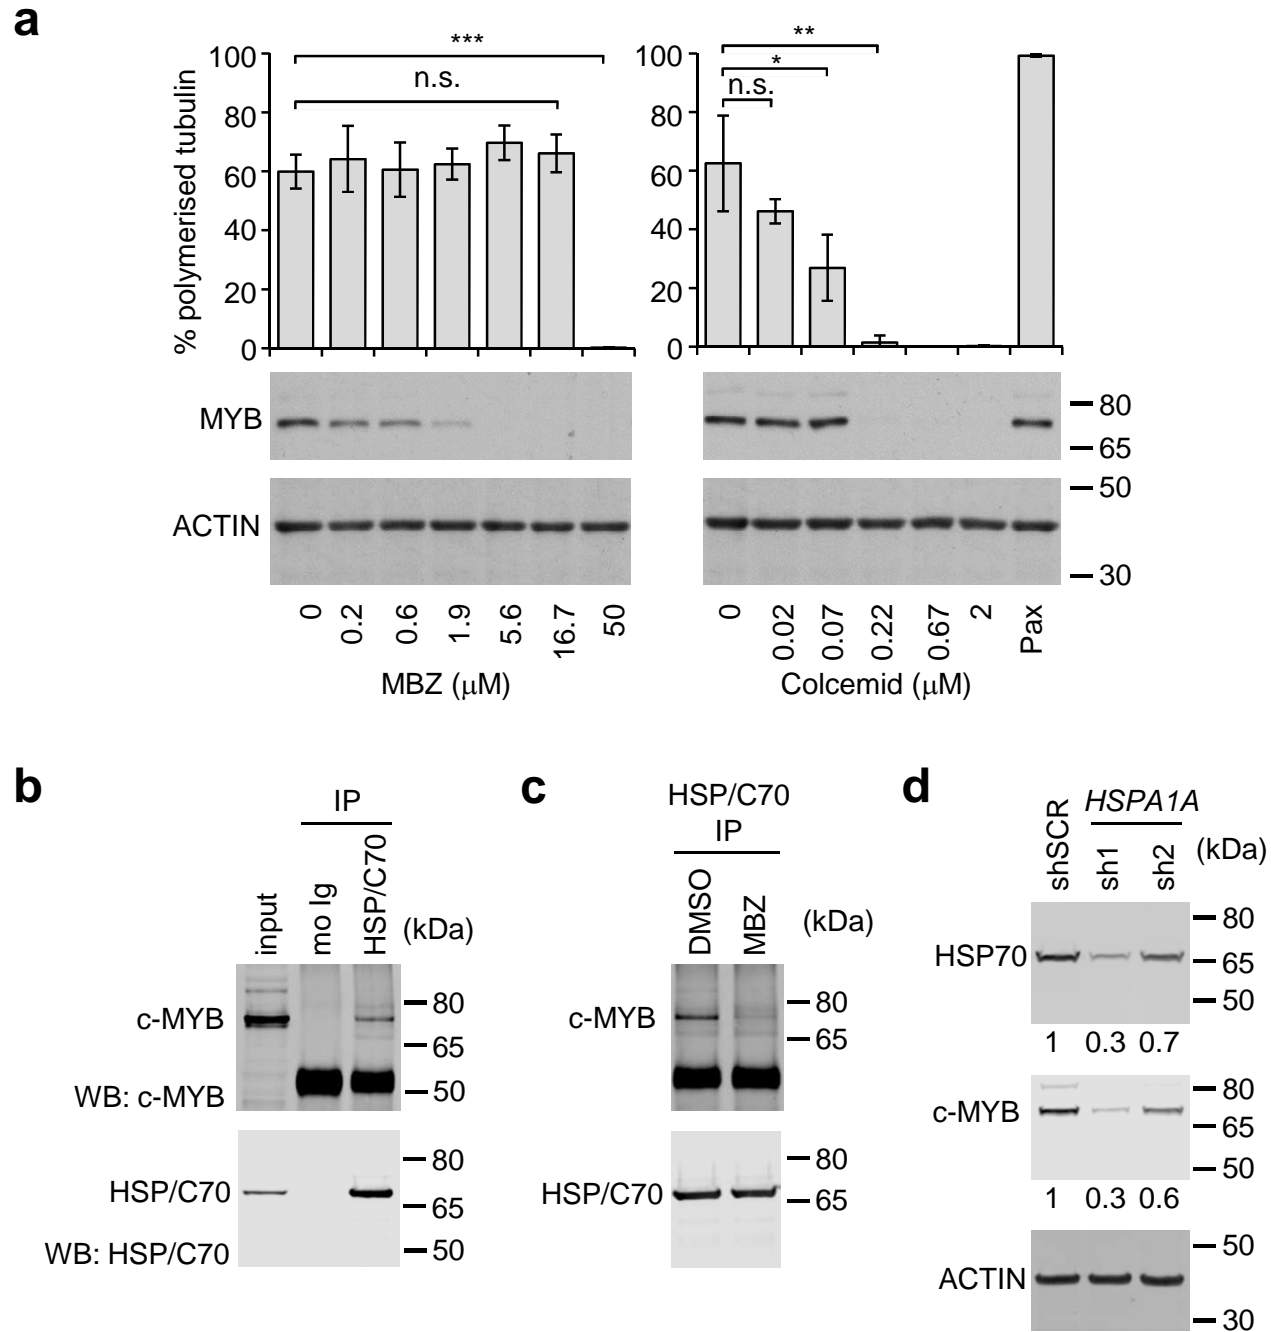 a
***
n.s.
% polymerised tubulin
100
80
60
40
20
0
**
*
n.s.
100
80
60
40
20
0
MYB
80
65
ACTIN
50
30
0 0.2 0.6 1.9 5.6 16.7 50
MBZ (μM)
0 0.02 0.07 0.22 0.67 2 Pax
Colcemid (μM)
b
IP
input mo Ig HSP/C70 (kDa)
c-MYB
80
65
50
WB: c-MYB
HSP/C70
80
65
50
WB: HSP/C70
c
HSP/C70
IP
DMSO MBZ (kDa)
c-MYB
80
65
HSP/C70
80
65
d
HSPA1A
shSCR sh1 sh2 (kDa)
HSP70
80
65
50
1 0.3 0.7
c-MYB
80
65
50
1 0.3 0.6
ACTIN
50
30